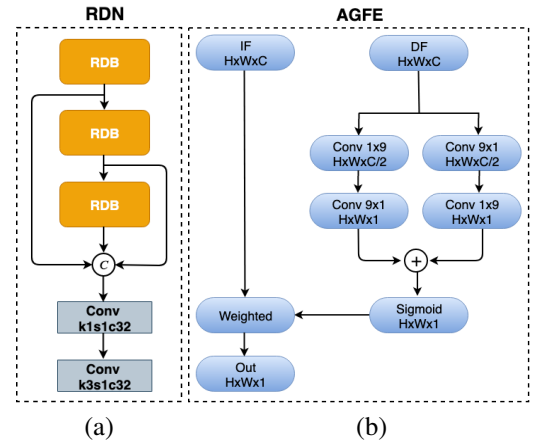 RDN
RDB
RDB
RDB
C
Conv
k1s1c32
Conv
k3s1c32
(a)
AGFE
IF
HxWxC
DF
HxWxC
Conv 1x9
HxWxC/2
Conv 9x1
HxWxC/2
Conv 9x1
HxWx1
Conv 1x9
HxWx1
+
Weighted
Sigmoid
HxWx1
Out
HxWx1
(b)